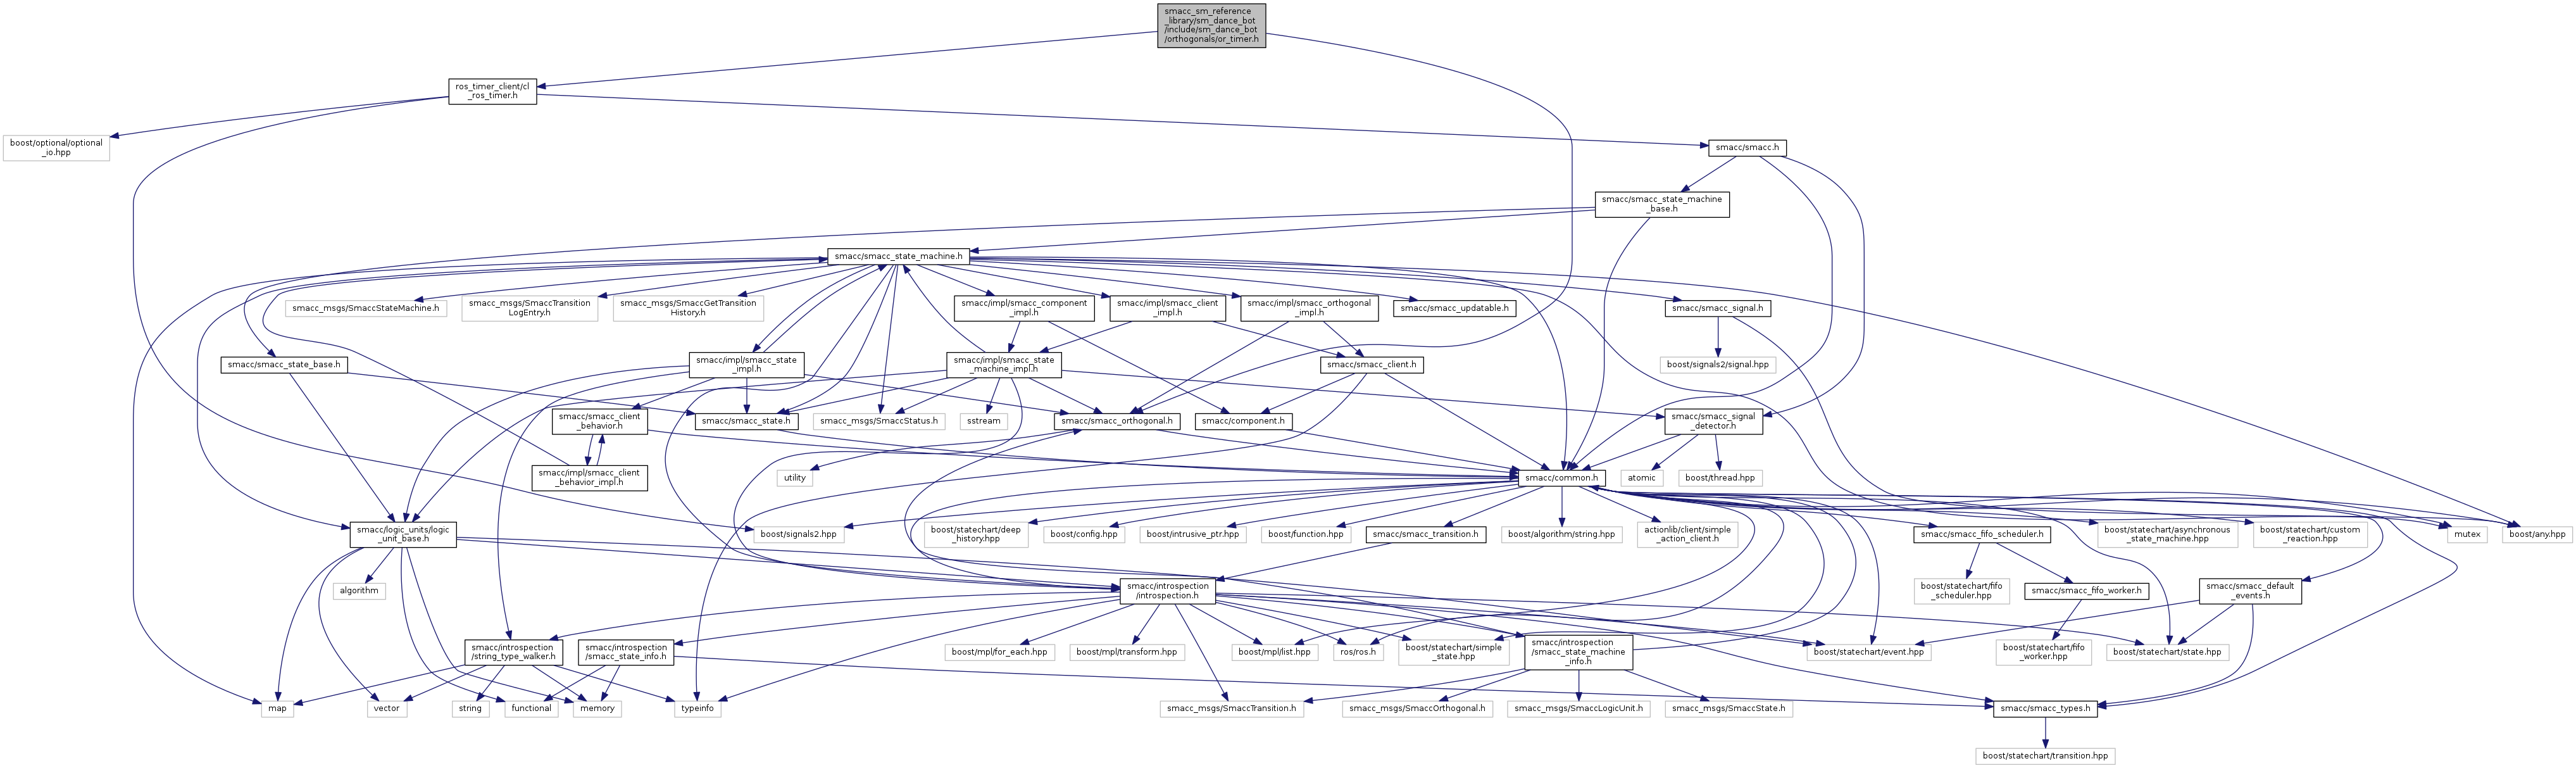 smacc_sm_reference
_library/sm_dance_bot
/include/sm_dance_bot
/orthogonals/or_timer.h
ros_timer_client/cl
_ros_timer.h
boost/optional/optional
_io.hpp
smacc/smacc.h
smacc/smacc_state_machine
_base.h
smacc/smacc_state_machine.h
smacc_msgs/SmaccStateMachine.h
smacc_msgs/SmaccTransition
LogEntry.h
smacc_msgs/SmaccGetTransition
History.h
smacc/impl/smacc_component
_impl.h
smacc/impl/smacc_client
_impl.h
smacc/impl/smacc_orthogonal
_impl.h
smacc/smacc_updatable.h
smacc/smacc_signal.h
smacc/smacc_state_base.h
smacc/impl/smacc_state
_impl.h
smacc/impl/smacc_state
_machine_impl.h
smacc/smacc_client.h
boost/signals2/signal.hpp
smacc/smacc_client
_behavior.h
smacc/smacc_state.h
smacc_msgs/SmaccStatus.h
sstream
smacc/smacc_orthogonal.h
smacc/component.h
smacc/smacc_signal
_detector.h
smacc/impl/smacc_client
_behavior_impl.h
utility
smacc/common.h
atomic
boost/thread.hpp
smacc/logic_units/logic
_unit_base.h
boost/signals2.hpp
boost/statechart/deep
_history.hpp
boost/config.hpp
boost/intrusive_ptr.hpp
boost/function.hpp
smacc/smacc_transition.h
boost/algorithm/string.hpp
actionlib/client/simple
_action_client.h
smacc/smacc_fifo_scheduler.h
boost/statechart/asynchronous
_state_machine.hpp
boost/statechart/custom
_reaction.hpp
mutex
boost/any.hpp
algorithm
smacc/introspection
/introspection.h
boost/statechart/fifo
_scheduler.hpp
smacc/smacc_fifo_worker.h
smacc/smacc_default
_events.h
smacc/introspection
/string_type_walker.h
smacc/introspection
/smacc_state_info.h
boost/mpl/for_each.hpp
boost/mpl/transform.hpp
boost/mpl/list.hpp
ros/ros.h
boost/statechart/simple
_state.hpp
smacc/introspection
/smacc_state_machine
_info.h
boost/statechart/event.hpp
boost/statechart/fifo
_worker.hpp
boost/statechart/state.hpp
map
vector
string
functional
memory
typeinfo
smacc_msgs/SmaccTransition.h
smacc_msgs/SmaccOrthogonal.h
smacc_msgs/SmaccLogicUnit.h
smacc_msgs/SmaccState.h
smacc/smacc_types.h
boost/statechart/transition.hpp